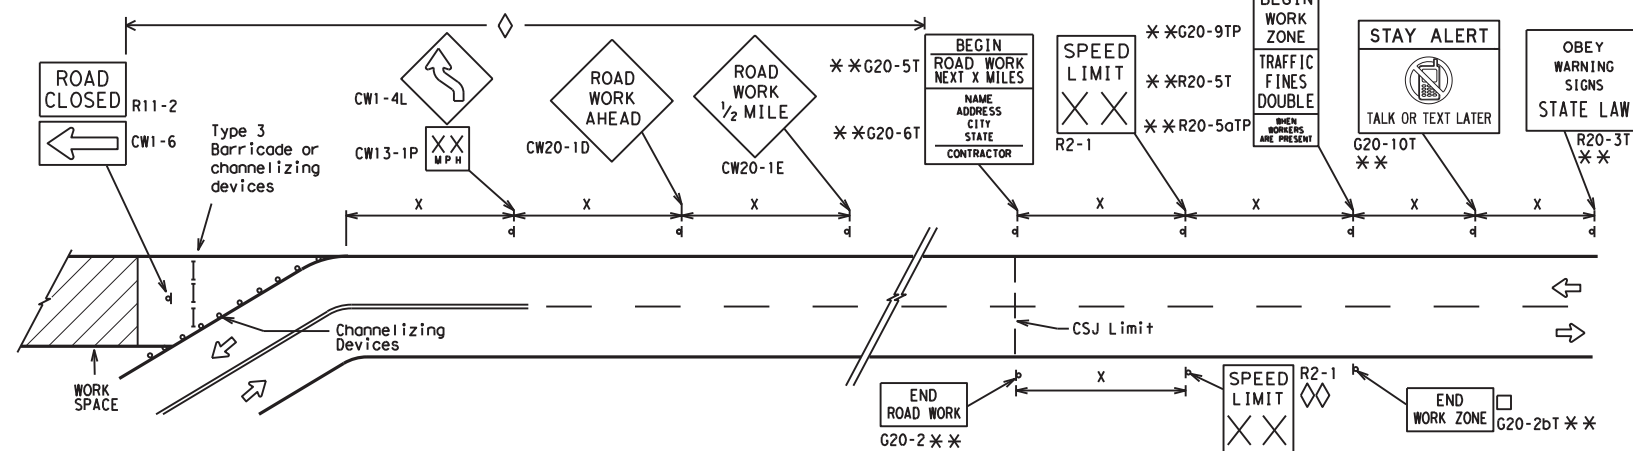 ROAD
CLOSED
R11-2
CW1-6
Type 3
Barricade or
channelizing
devices
CW1-4L
XX
MPH
CW13-1P
ROAD
WORK
AHEAD
CW20-1D
ROAD
WORK
1/2 MILE
CW20-1E
**G20-5T
BEGIN
ROAD WORK
NEXT X MILES
**G20-6T
NAME
ADDRESS
CITY
STATE
CONTRACTOR
SPEED
LIMIT
XX
R2-1
**G20-9TP
BEGIN
WORK
ZONE
**R20-5T
TRAFFIC
FINES
DOUBLE
**R20-5aTP
WHEN
WORKERS
ARE PRESENT
STAY ALERT
TALK OR TEXT LATER
G20-10T
**
OBEY
WARNING
SIGNS
STATE LAW
R20-3T
**
X X X X X X X
Channelizing
Devices
WORK
SPACE
CSJ Limit
X
END
ROAD WORK
G20-2**
SPEED
LIMIT
XX
R2-1
END
WORK ZONE
G20-2bT **